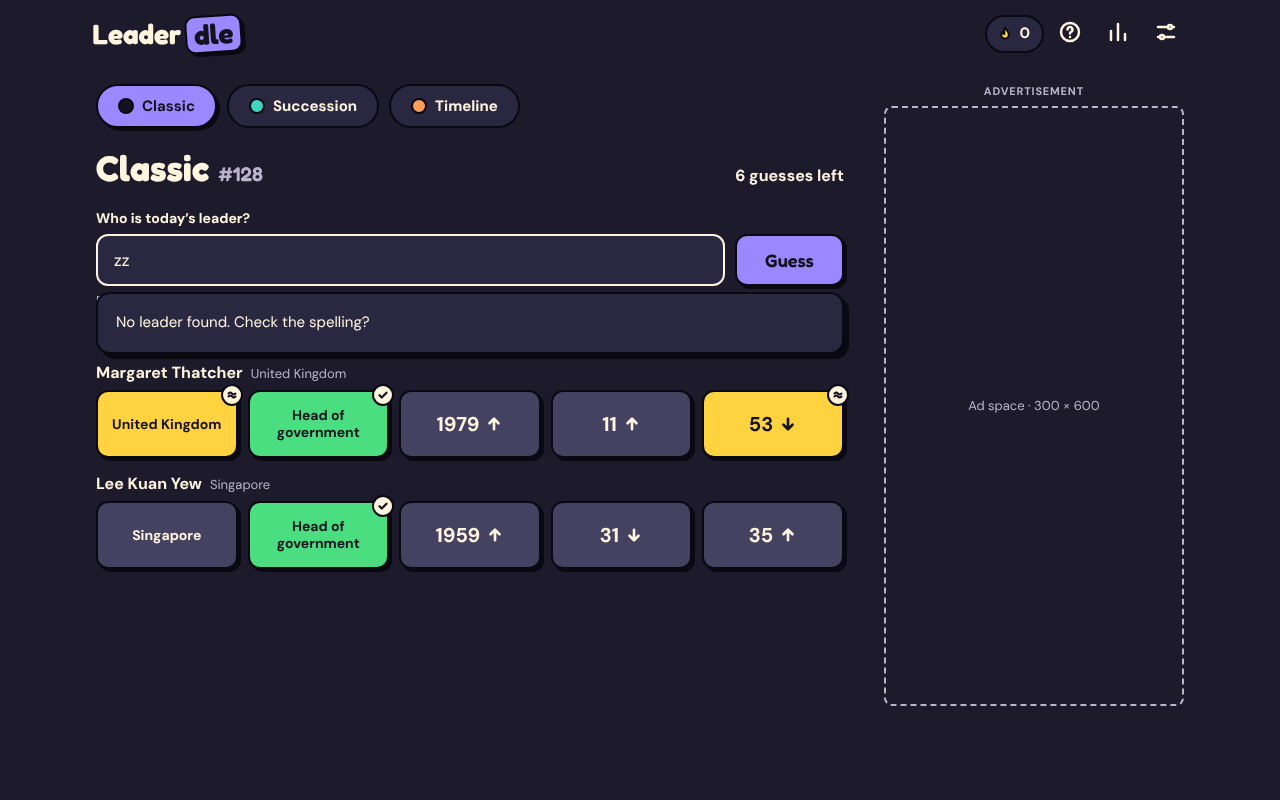 Leader dle
0
Classic
Succession
Timeline
ADVERTISEMENT
Classic #128
6 guesses left
Who is today’s leader?
zz
Guess
No leader found. Check the spelling?
Margaret Thatcher United Kingdom
United Kingdom
Head of
government
1979 ↑
11 ↑
53 ↓
Ad space · 300 × 600
Lee Kuan Yew Singapore
Singapore
Head of
government
1959 ↑
31 ↓
35 ↑